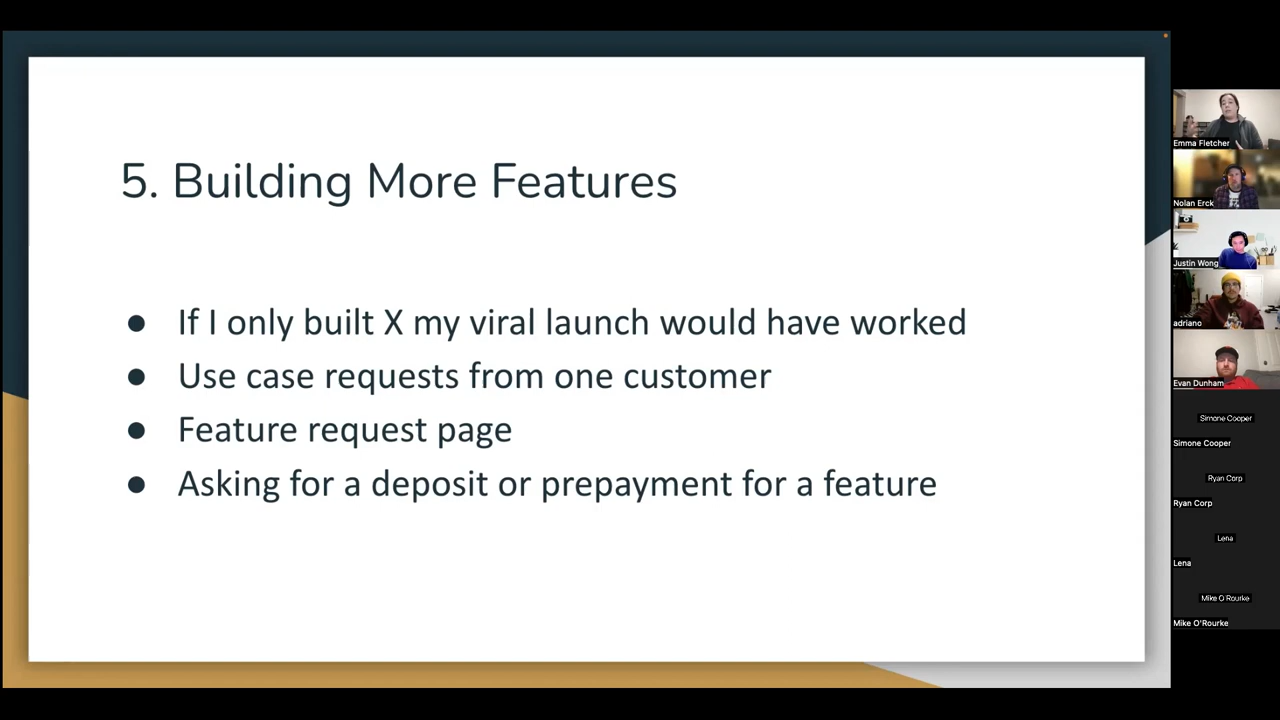 5. Building More Features
● If I only built X my viral launch would have worked
● Use case requests from one customer
● Feature request page
● Asking for a deposit or prepayment for a feature
Emma Fletcher
Nolan Erck
Justin Wong
adriano
Evan Dunham
Simone Cooper
Simone Cooper
Ryan Corp
Ryan Corp
Lena
Lena
Mike O'Rourke
Mike O'Rourke